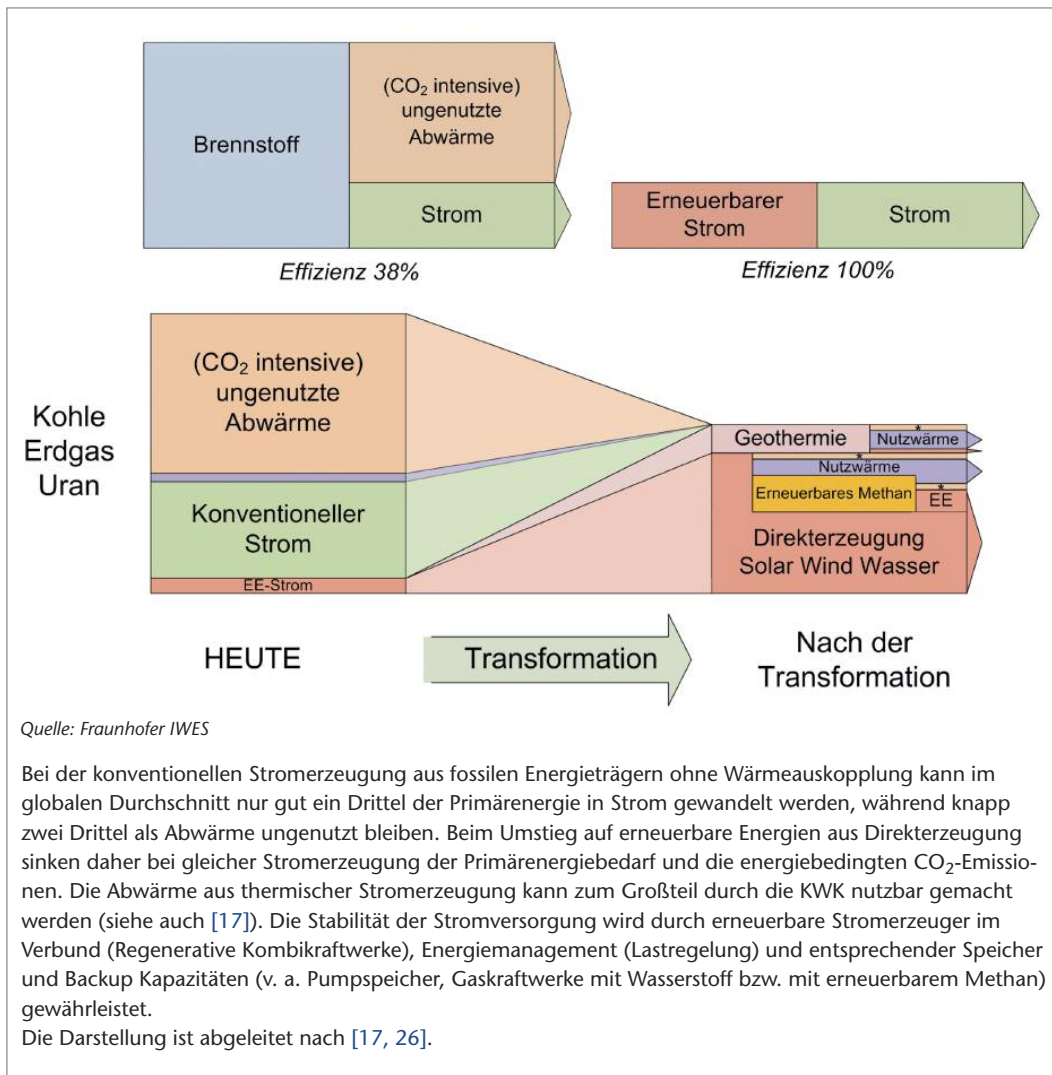 (CO₂ intensive)
ungenutzte
Abwärme
Brennstoff
Strom
Effizienz 38%
Erneuerbarer
Strom
Strom
Effizienz 100%
Kohle
Erdgas
Uran
(CO₂ intensive)
ungenutzte
Abwärme
Konventioneller
Strom
EE-Strom
Geothermie
*
Nutzwärme
*
Nutzwärme
Erneuerbares Methan
*
EE
Direkterzeugung
Solar Wind Wasser
HEUTE
Transformation
Nach der
Transformation
Quelle: Fraunhofer IWES
Bei der konventionellen Stromerzeugung aus fossilen Energieträgern ohne Wärmeauskopplung kann im
globalen Durchschnitt nur gut ein Drittel der Primärenergie in Strom gewandelt werden, während knapp
zwei Drittel als Abwärme ungenutzt bleiben. Beim Umstieg auf erneuerbare Energien aus Direkterzeugung
sinken daher bei gleicher Stromerzeugung der Primärenergiebedarf und die energiebedingten CO₂-Emissio-
nen. Die Abwärme aus thermischer Stromerzeugung kann zum Großteil durch die KWK nutzbar gemacht
werden (siehe auch [17]). Die Stabilität der Stromversorgung wird durch erneuerbare Stromerzeuger im
Verbund (Regenerative Kombikraftwerke), Energiemanagement (Lastregelung) und entsprechender Speicher
und Backup Kapazitäten (v. a. Pumpspeicher, Gaskraftwerke mit Wasserstoff bzw. mit erneuerbarem Methan)
gewährleistet.
Die Darstellung ist abgeleitet nach [17, 26].